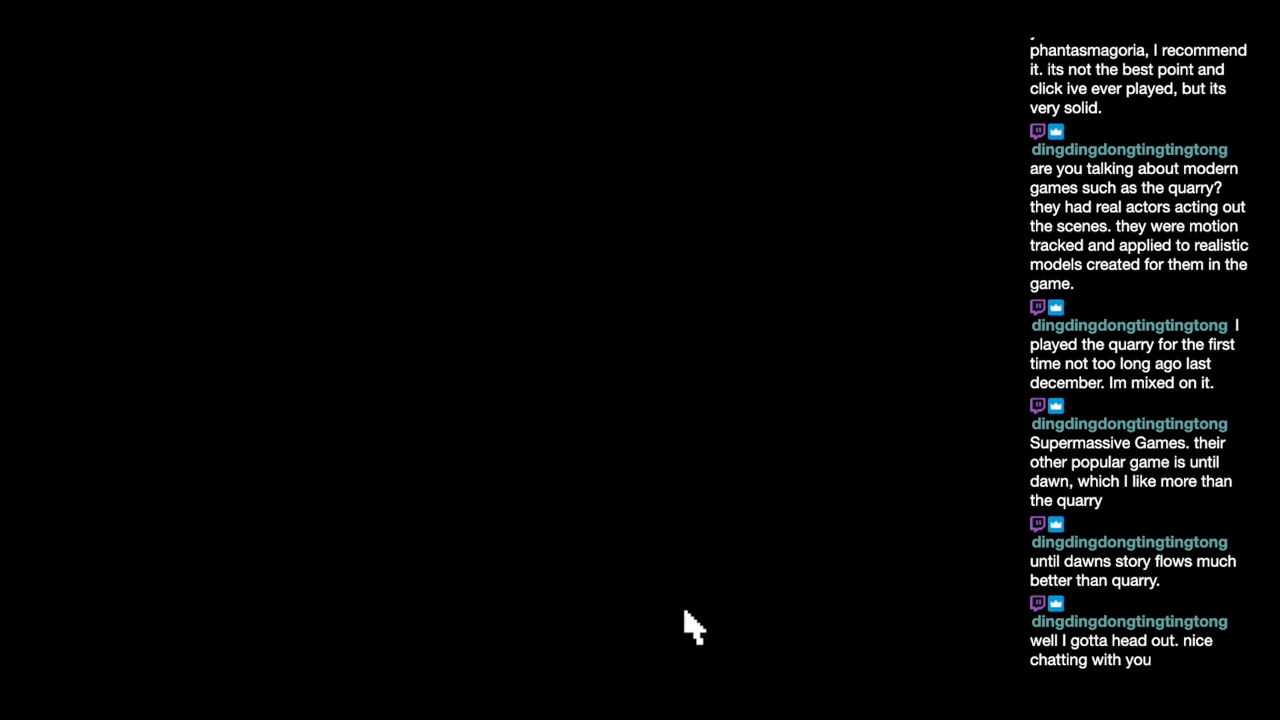 phantasmagoria, I recommend
it. its not the best point and
click ive ever played, but its
very solid.
dingdingdongtingtingtong
are you talking about modern
games such as the quarry?
they had real actors acting out
the scenes. they were motion
tracked and applied to realistic
models created for them in the
game.
dingdingdongtingtingtong I
played the quarry for the first
time not too long ago last
december. Im mixed on it.
dingdingdongtingtingtong
Supermassive Games. their
other popular game is until
dawn, which I like more than
the quarry
dingdingdongtingtingtong
until dawns story flows much
better than quarry.
dingdingdongtingtingtong
well I gotta head out. nice
chatting with you